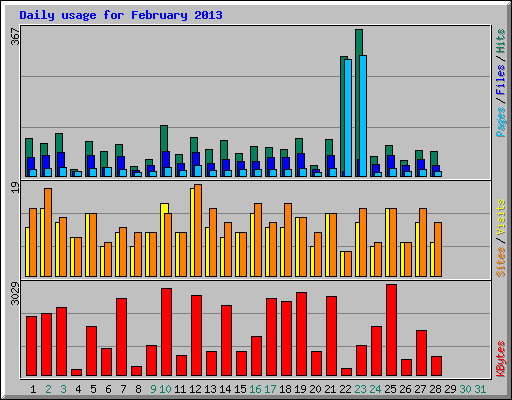 Daily usage for February 2013
367
Pages / Files / Hits
19
Sites / Visits
3029
KBytes
1 2 3 4 5 6 7 8 9 10 11 12 13 14 15 16 17 18 19 20 21 22 23 24 25 26 27 28 29 30 31